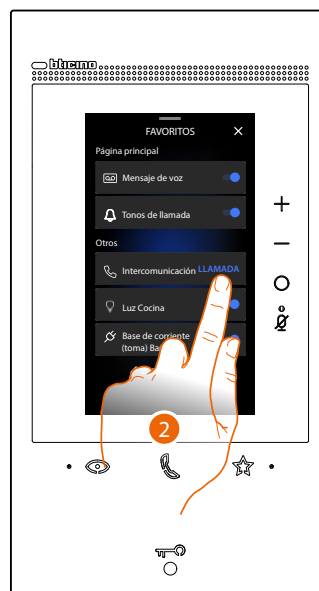 bticino
FAVORITOS
Página principal
Mensaje de voz
Tonos de llamada
Otros
Intercomunicación LLAMADA
Luz Cocina
Base de corriente
(toma)
2